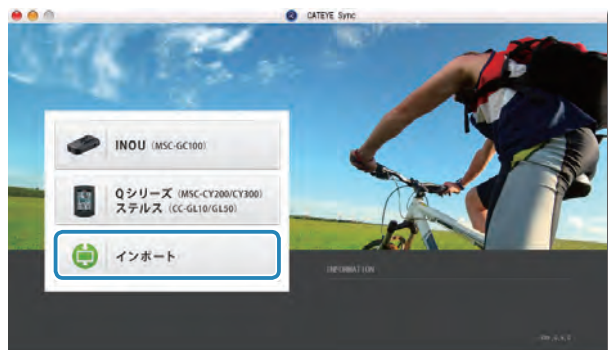 CATEYE Sync
INOU (MSC-GC100)
Qシリーズ (MSC-CY200/CY300)
ステルス (CC-GL10/GL50)
インポート
INFORMATION